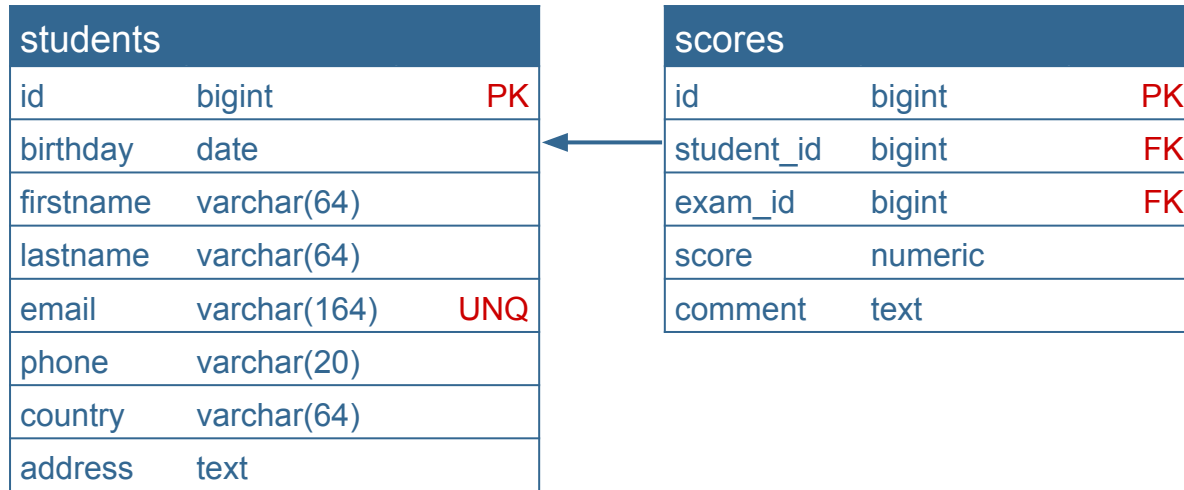 students
id bigint PK
birthday date
firstname varchar(64)
lastname varchar(64)
email varchar(164) UNQ
phone varchar(20)
country varchar(64)
address text
scores
id bigint PK
student_id bigint FK
exam_id bigint FK
score numeric
comment text